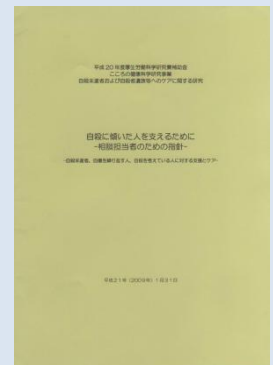 平成20年度厚生労働科学研究費補助金
こころの健康科学研究事業
自殺未遂者および自殺者遺族等へのケアに関する研究
自殺に傾いた人を支えるために
-相談担当者のための指針-
-自殺未遂者、自傷を繰り返す人、自殺を考えている人に対する支援とケア-
平成21年（2009年）1月31日